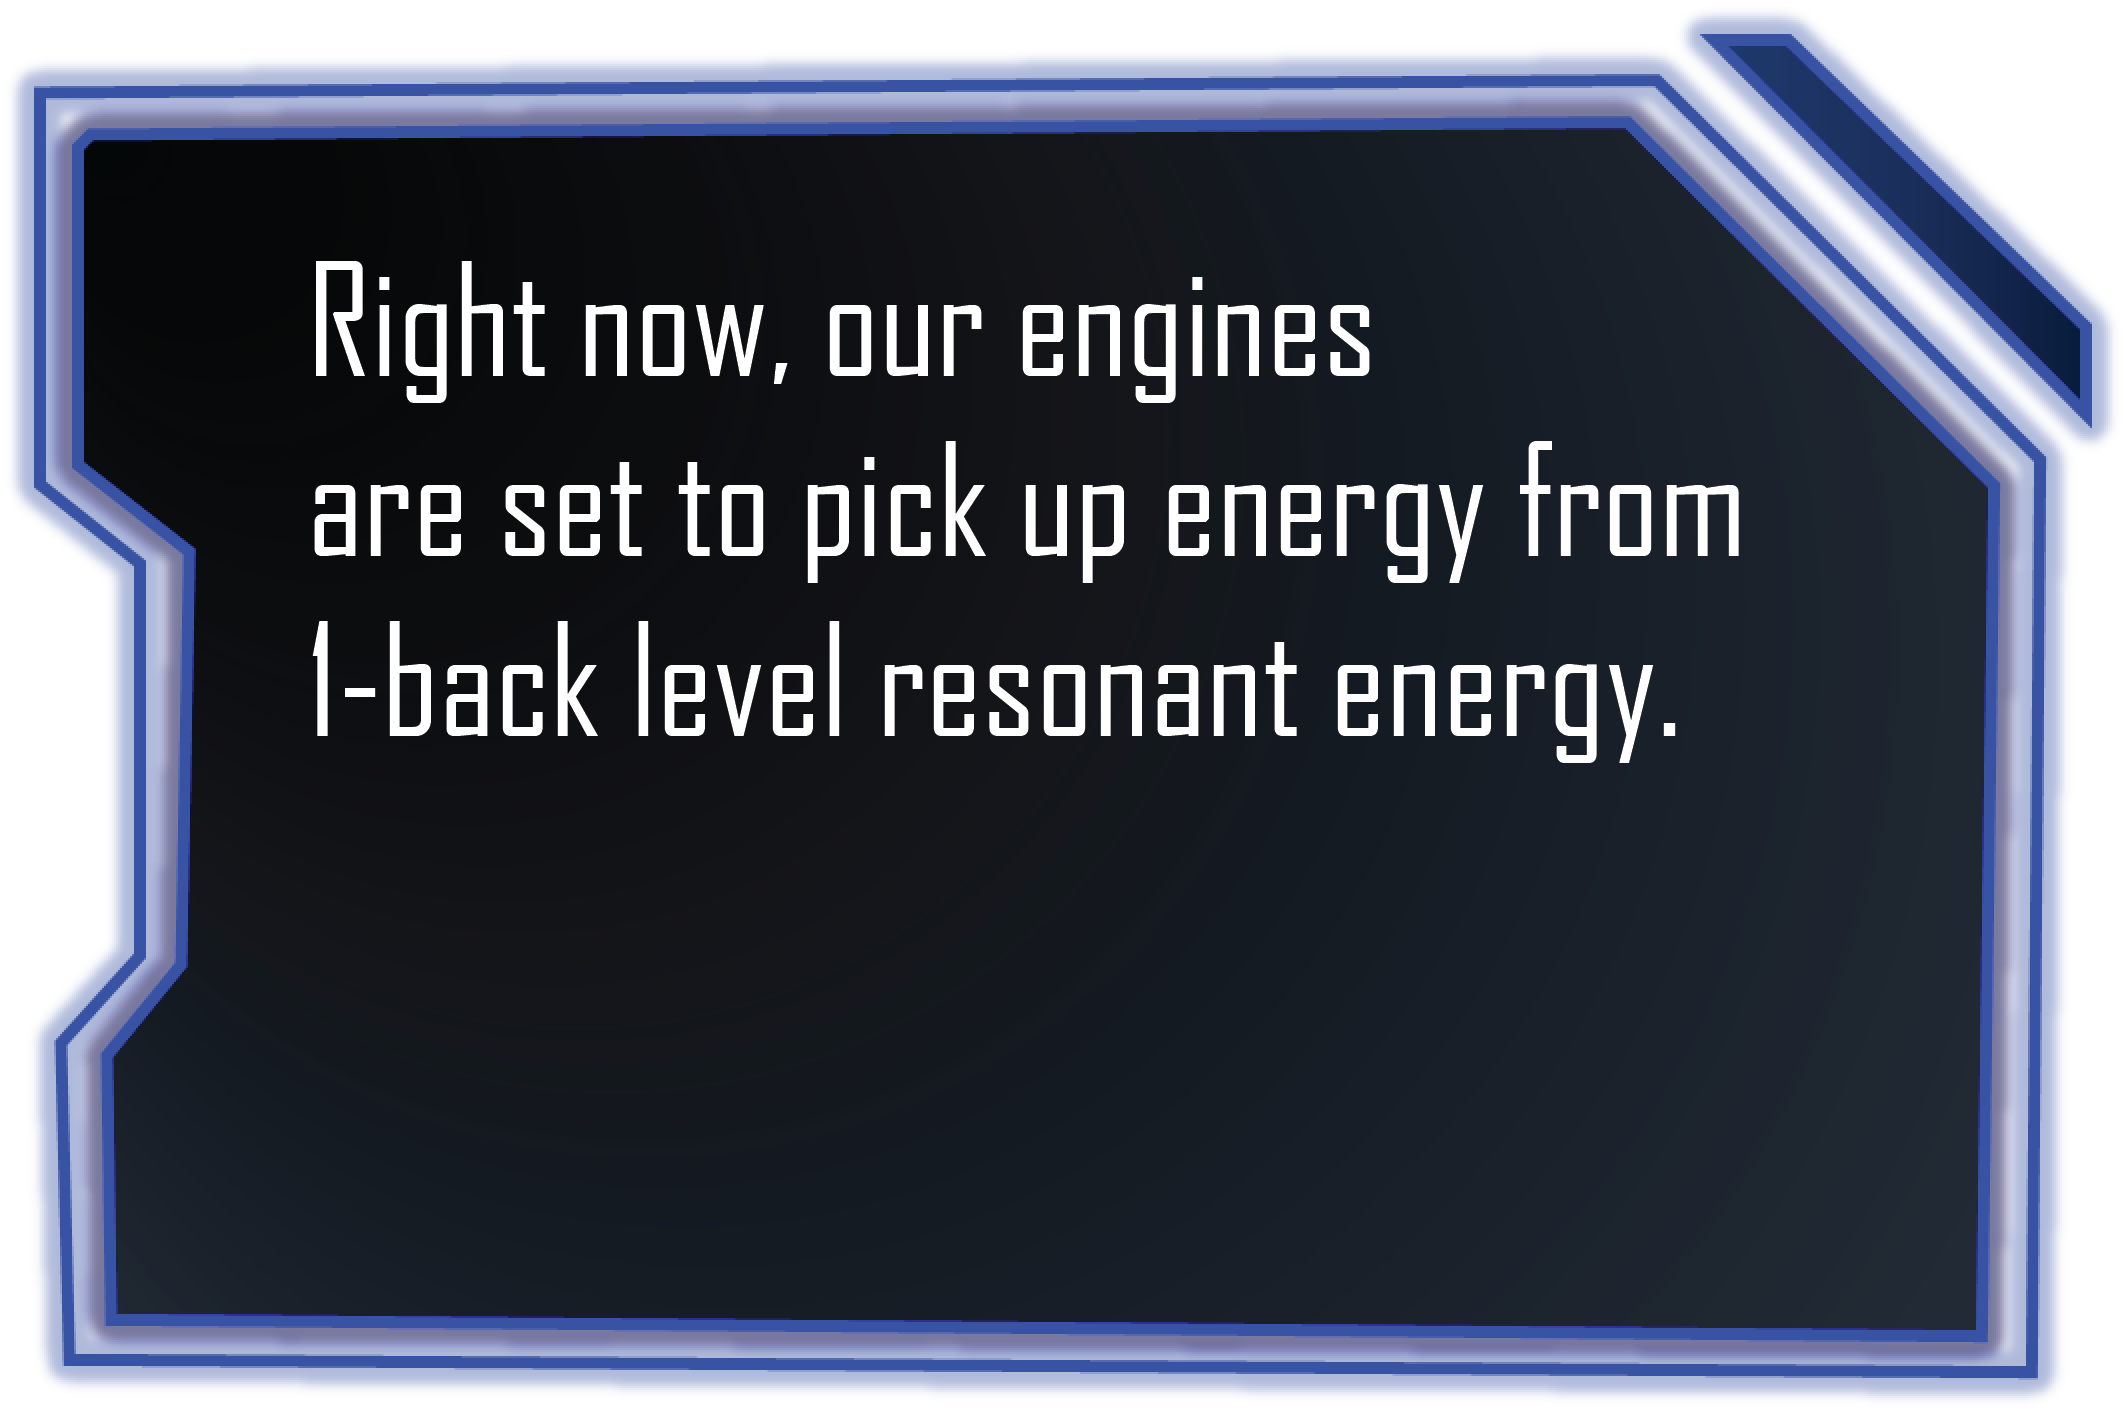 Right now, our engines
are set to pick up energy from
1-back level resonant energy.